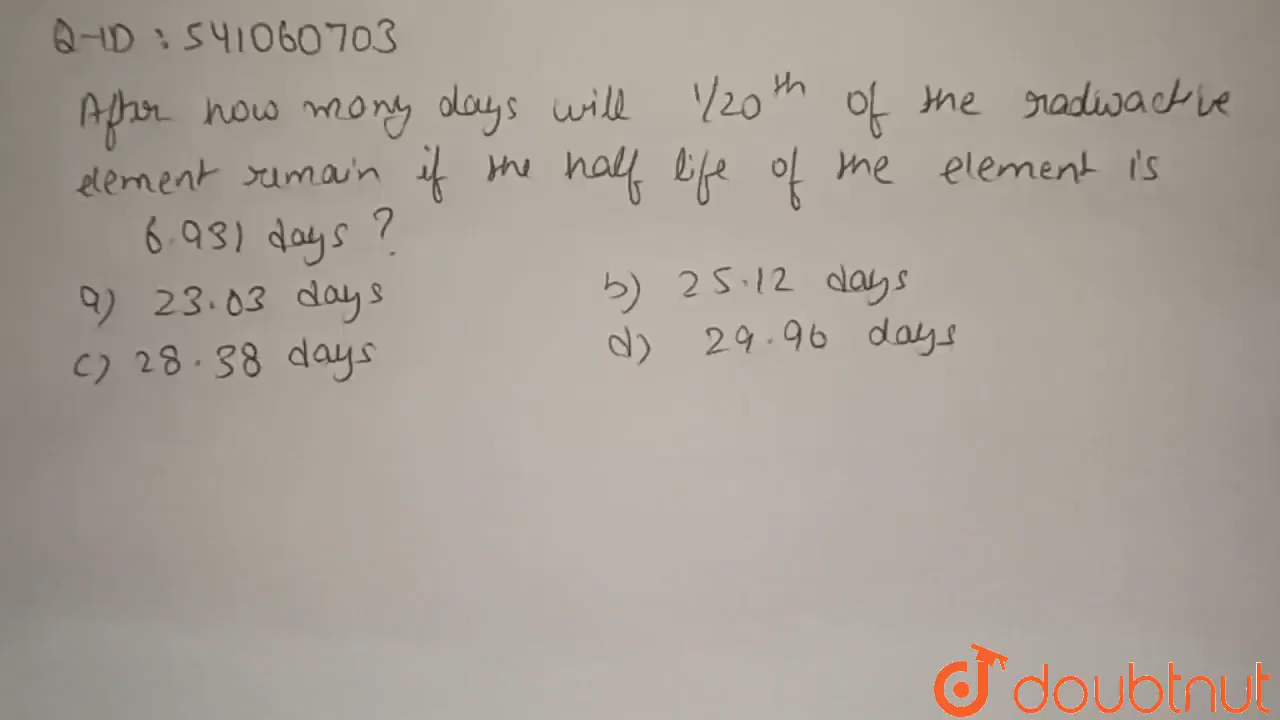 Q-ID : 541060703
After how many days will 1/20th of the radioactive
element remain if the half life of the element is
6.931 days ?
a) 23.03 days b) 25.12 days
c) 28.38 days d) 29.96 days
doubtnut